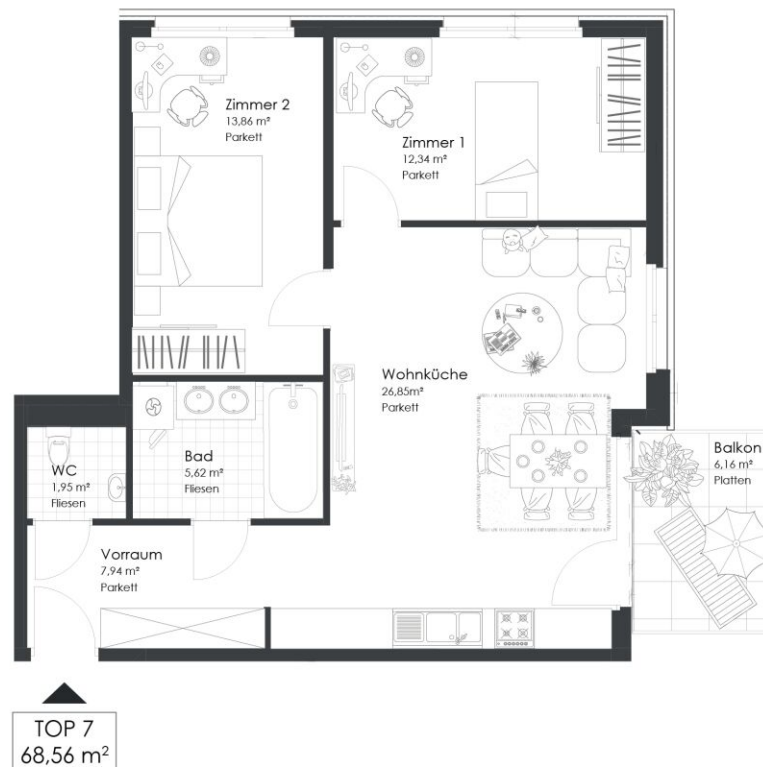 Zimmer 2
13,86 m²
Parkett
Zimmer 1
12,34 m²
Parkett
Wohnküche
26,85m²
Parkett
Balkon
6,16 m²
Platten
Bad
5,62 m²
Fliesen
WC
1,95 m²
Fliesen
Vorraum
7,94 m²
Parkett
TOP 7
68,56 m²